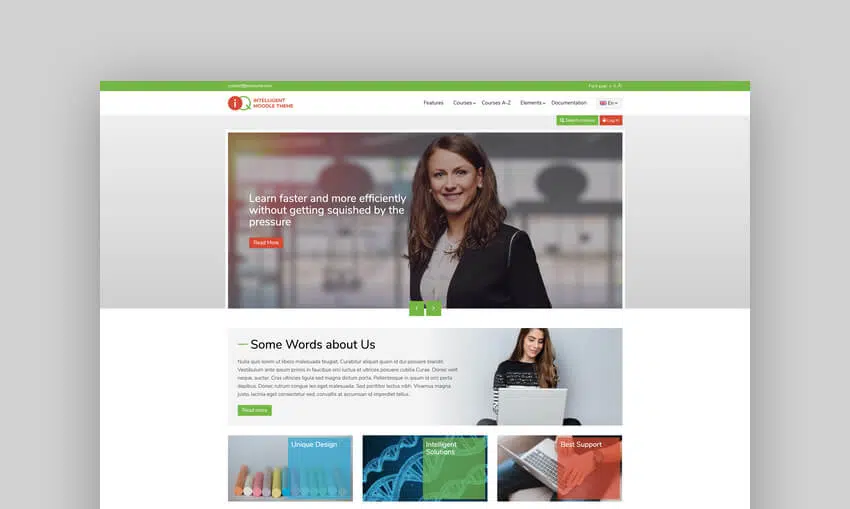 Font size
iQ INTELLIGENT
MOODLE THEME
Features Courses Courses A-Z Elements Documentation En
Search courses Log in
Learn faster and more efficiently
without getting squished by the
pressure
Read More
Some Words about Us
Nulla quis lorem ut libero malesuada feugiat. Curabitur aliquet quam id dui posuere blandit.
Vestibulum ante ipsum primis in faucibus orci luctus et ultrices posuere cubilia Curae. Donec velit
neque, auctor. Cras ultricies ligula sed magna dictum porta. Pellentesque in ipsum id orci porta
dapibus. Donec rutrum congue leo eget malesuada. Sed porttitor lectus nibh. Vivamus magna
justo, lacinia eget consectetur sed, convallis at accumsan id imperdiet tellus.
Read more
Unique Design
Intelligent
Solutions
Best Support